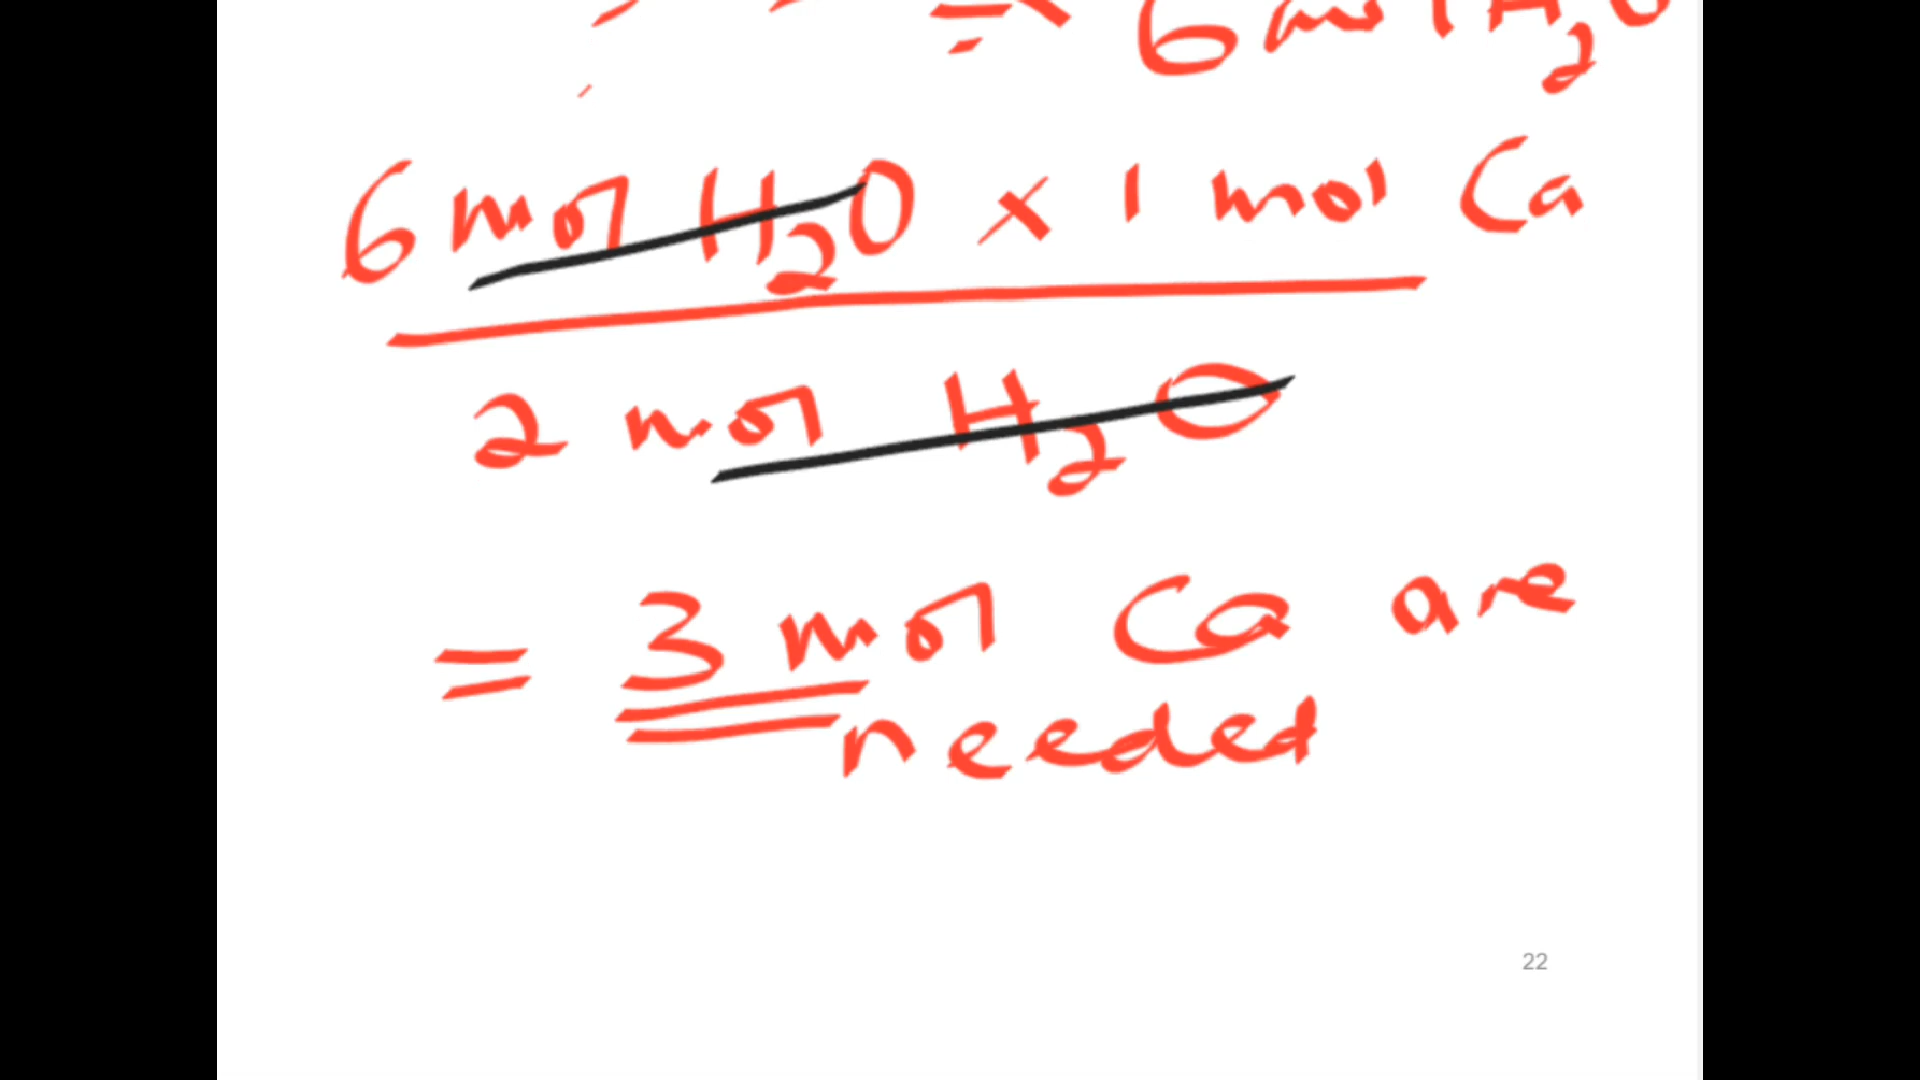 = x 6 mol H₂O
6 mol H₂O x 1 mol Ca
2 mol H₂O
= 3 mol Ca are
needed
22